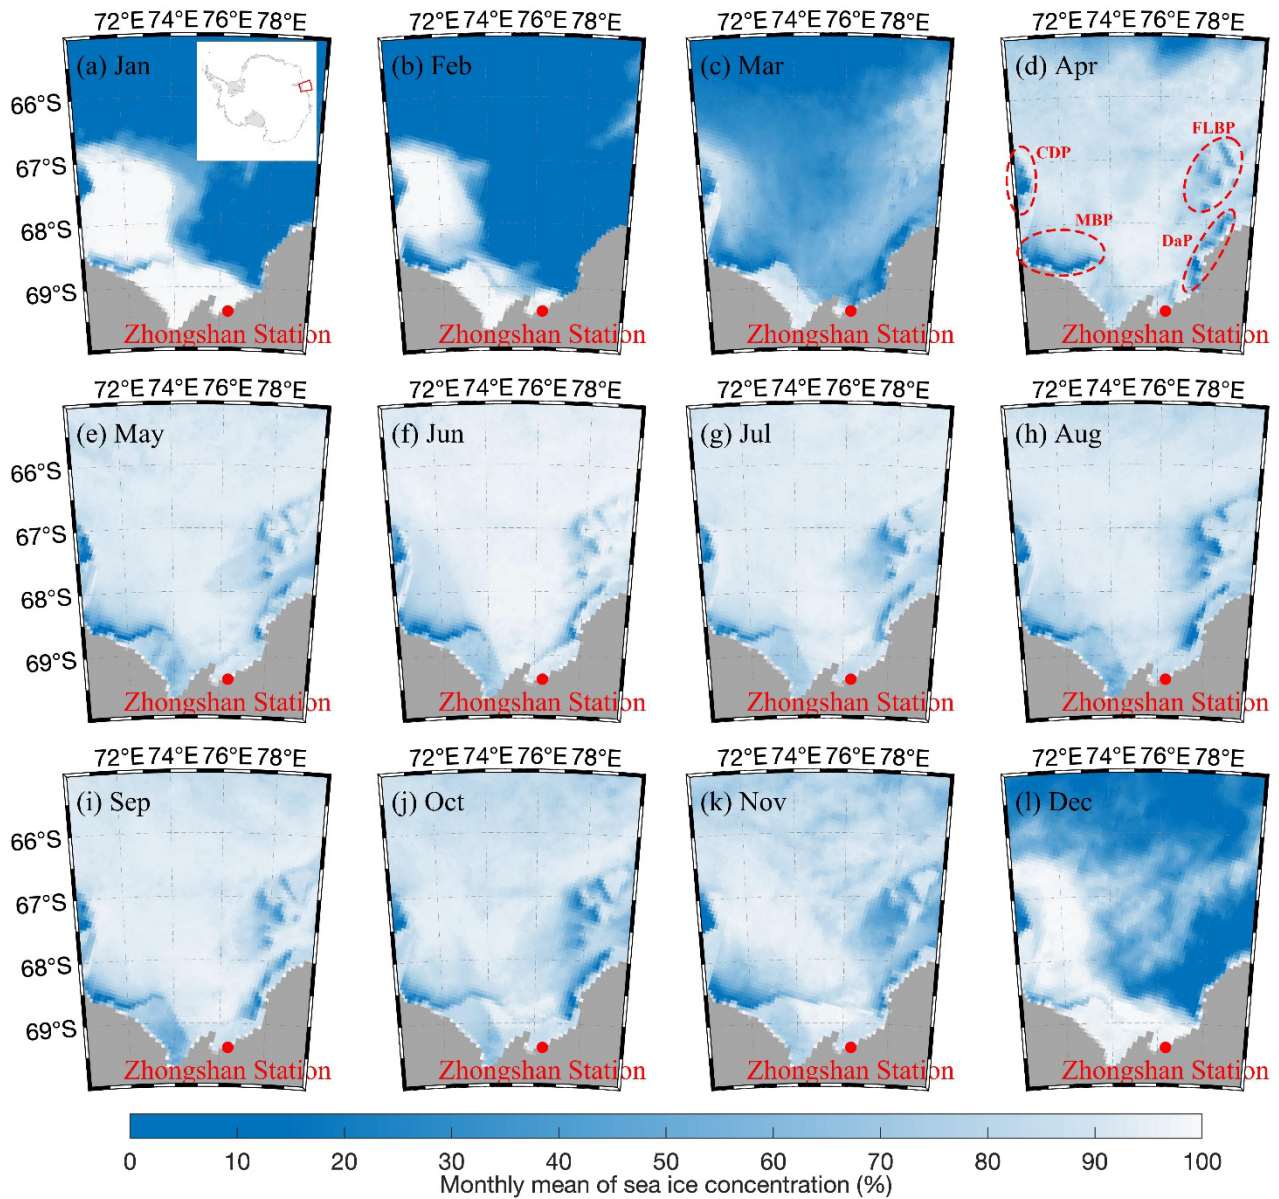 72°E 74°E 76°E 78°E 72°E 74°E 76°E 78°E 72°E 74°E 76°E 78°E 72°E 74°E 76°E 78°E
(a) Jan (b) Feb (c) Mar (d) Apr
66°S
FLBP
CDP
67°S
MBP
DaP
68°S
69°S
Zhongshan Station Zhongshan Station Zhongshan Station Zhongshan Station
72°E 74°E 76°E 78°E 72°E 74°E 76°E 78°E 72°E 74°E 76°E 78°E 72°E 74°E 76°E 78°E
(e) May (f) Jun (g) Jul (h) Aug
66°S
67°S
68°S
69°S
Zhongshan Station Zhongshan Station Zhongshan Station Zhongshan Station
72°E 74°E 76°E 78°E 72°E 74°E 76°E 78°E 72°E 74°E 76°E 78°E 72°E 74°E 76°E 78°E
(i) Sep (j) Oct (k) Nov (l) Dec
66°S
67°S
68°S
69°S
Zhongshan Station Zhongshan Station Zhongshan Station Zhongshan Station
0 10 20 30 40 50 60 70 80 90 100
Monthly mean of sea ice concentration (%)